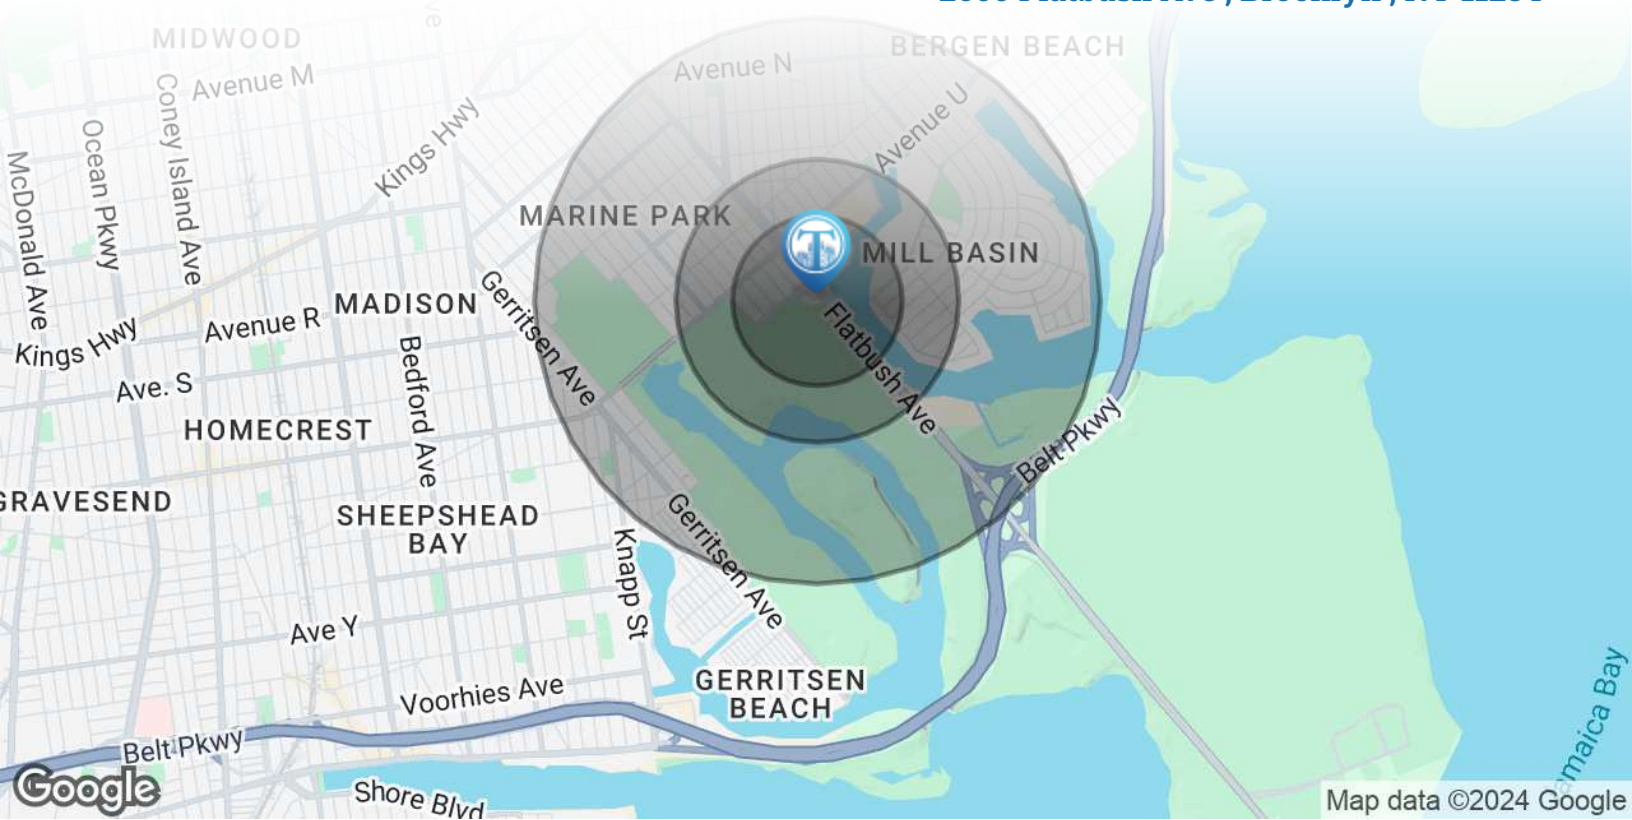 MIDWOOD
BERGEN BEACH
Avenue N
Avenue M
Coney Island Ave
Avenue U
Kings Hwy
Ocean Pkwy
McDonald Ave
MARINE PARK
T
MILL BASIN
MADISON
Gerritsen Ave
Flatbush Ave
Avenue R
Kings Hwy
Bedford Ave
Ave. S
HOMECREST
Belt Pkwy
GRAVESEND
SHEEPSHEAD
BAY
Gerritsen Ave
Knapp St
Ave Y
GERRITSEN
BEACH
Voorhies Ave
Belt Pkwy
amaica Bay
Google
Shore Blvd
Map data ©2024 Google